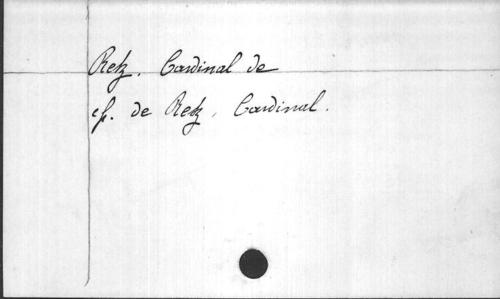 Retz, Cardinal de
cf. de Retz, Cardinal.